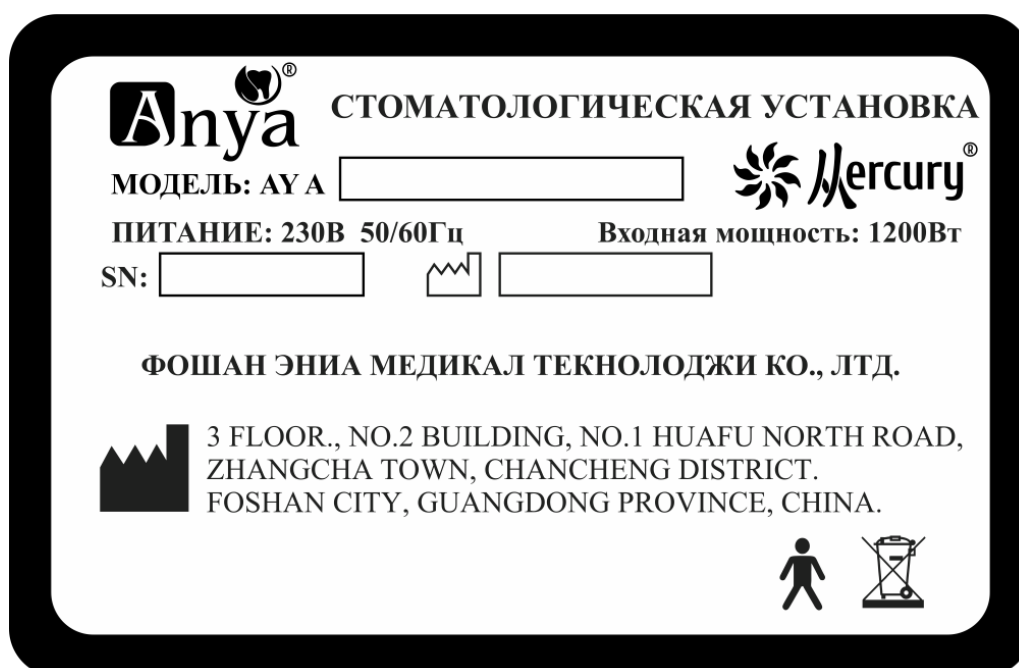 Anya®
СТОМАТОЛОГИЧЕСКАЯ УСТАНОВКА
МОДЕЛЬ: AY A
Mercury®
ПИТАНИЕ: 230В 50/60Гц
Входная мощность: 1200Вт
SN:
ФОШАН ЭНИА МЕДИКАЛ ТЕКНОЛОДЖИ КО., ЛТД.
3 FLOOR., NO.2 BUILDING, NO.1 HUAFU NORTH ROAD,
ZHANGCHA TOWN, CHANCHENG DISTRICT.
FOSHAN CITY, GUANGDONG PROVINCE, CHINA.